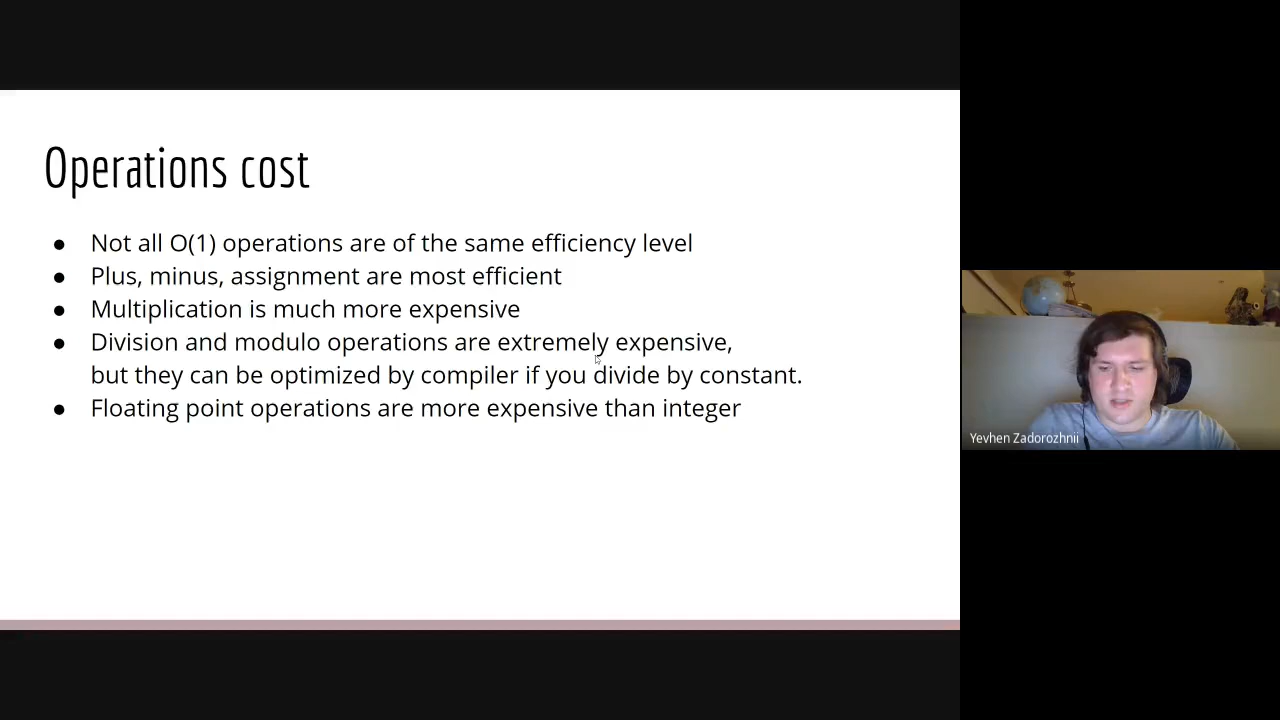 Operations cost
● Not all O(1) operations are of the same efficiency level
● Plus, minus, assignment are most efficient
● Multiplication is much more expensive
● Division and modulo operations are extremely expensive,
but they can be optimized by compiler if you divide by constant.
● Floating point operations are more expensive than integer
Yevhen Zadorozhnii